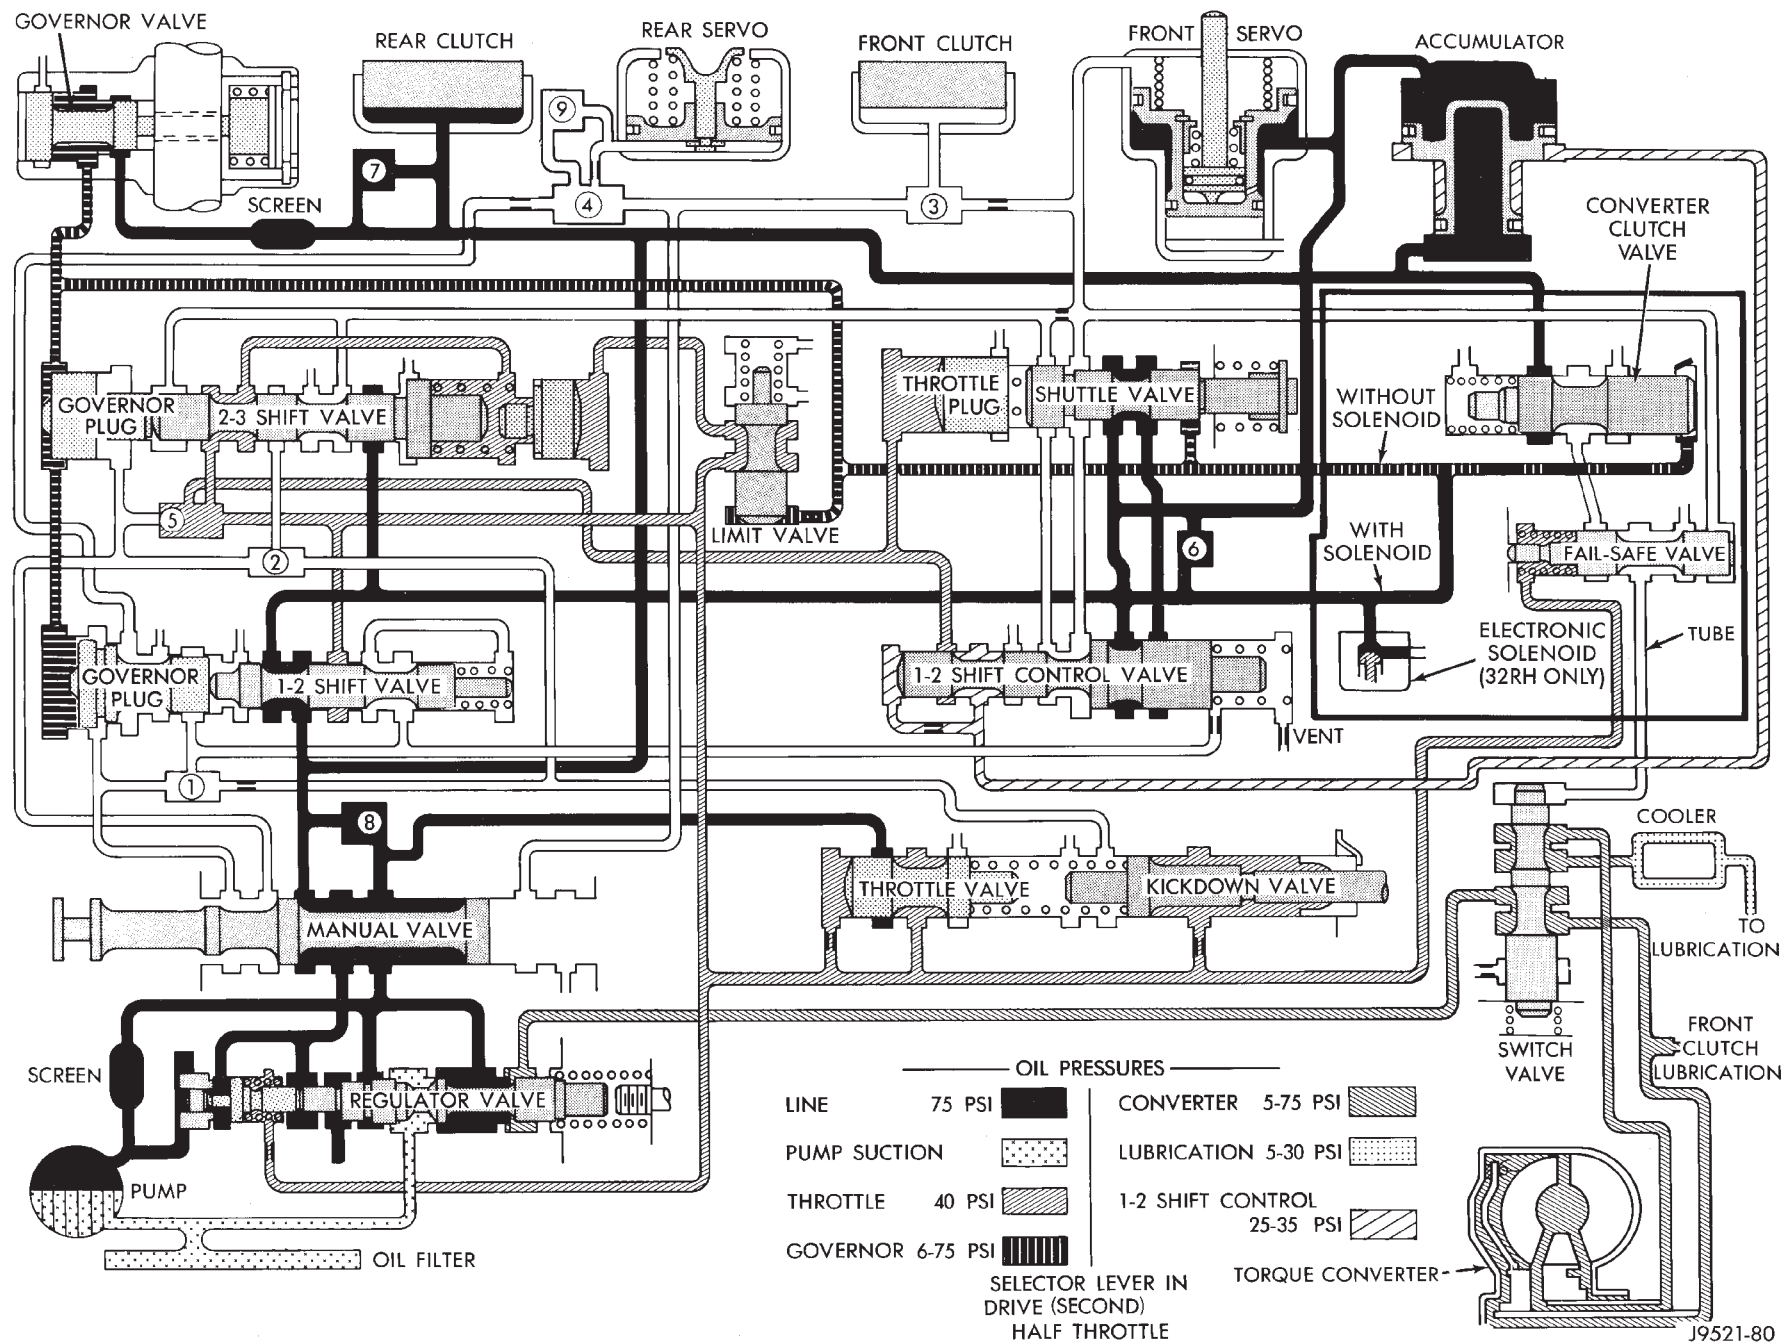 GOVERNOR VALVE
REAR CLUTCH
REAR SERVO
FRONT CLUTCH
FRONT SERVO
ACCUMULATOR
9
7
4
3
SCREEN
CONVERTER
CLUTCH
VALVE
GOVERNOR
PLUG
2-3 SHIFT VALVE
THROTTLE
PLUG
SHUTTLE VALVE
WITHOUT
SOLENOID
5
LIMIT VALVE
6
WITH
SOLENOID
FAIL-SAFE VALVE
2
GOVERNOR
PLUG
1-2 SHIFT VALVE
1-2 SHIFT CONTROL VALVE
ELECTRONIC
SOLENOID
(32RH ONLY)
TUBE
VENT
1
8
COOLER
THROTTLE VALVE
KICKDOWN VALVE
MANUAL VALVE
TO
LUBRICATION
SCREEN
REGULATOR VALVE
SWITCH
VALVE
FRONT
CLUTCH
LUBRICATION
PUMP
OIL FILTER
OIL PRESSURES
LINE 75 PSI
PUMP SUCTION
THROTTLE 40 PSI
GOVERNOR 6-75 PSI
CONVERTER 5-75 PSI
LUBRICATION 5-30 PSI
1-2 SHIFT CONTROL
25-35 PSI
SELECTOR LEVER IN
DRIVE (SECOND)
HALF THROTTLE
TORQUE CONVERTER
J9521-80